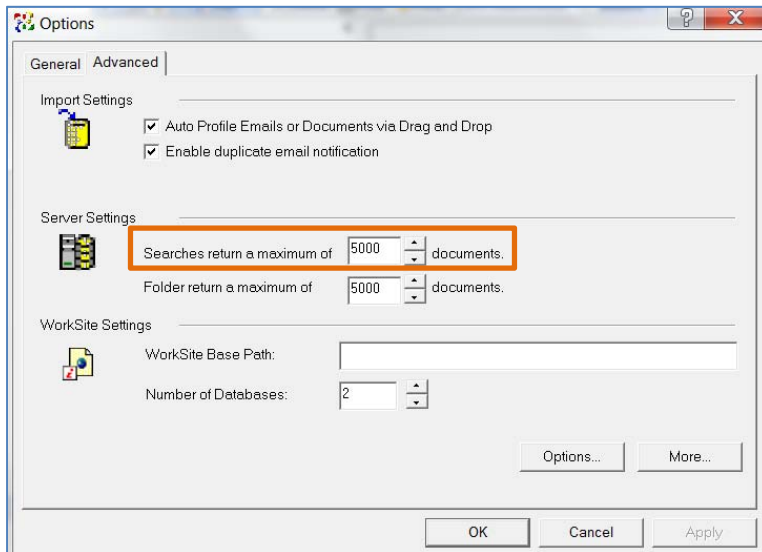 Options
General Advanced
Import Settings
Auto Profile Emails or Documents via Drag and Drop
Enable duplicate email notification
Server Settings
Searches return a maximum of 5000 documents.
Folder return a maximum of 5000 documents.
WorkSite Settings
WorkSite Base Path:
Number of Databases: 2
Options... More...
OK Cancel Apply